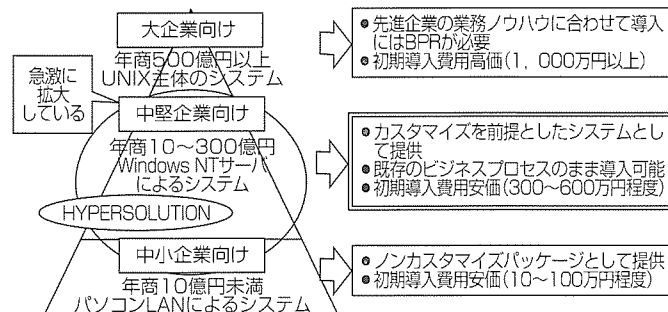 大企業向け
年商500億円以上
UNIX主体のシステム
急激に
拡大
している
中堅企業向け
年商10～300億円
Windows NTサーバ
によるシステム
HYPERSOLUTION
中小企業向け
年商10億円未満
パソコンLANによるシステム
●先進企業の業務ノウハウに合わせて導入
にはBPRが必要
●初期導入費用高価(1，000万円以上)
●カスタマイズを前提としたシステムとし
て提供
●既存のビジネスプロセスのまま導入可能
●初期導入費用安価(300～600万円程度)
●ノンカスタマイズパッケージとして提供
●初期導入費用安価(10～100万円程度)